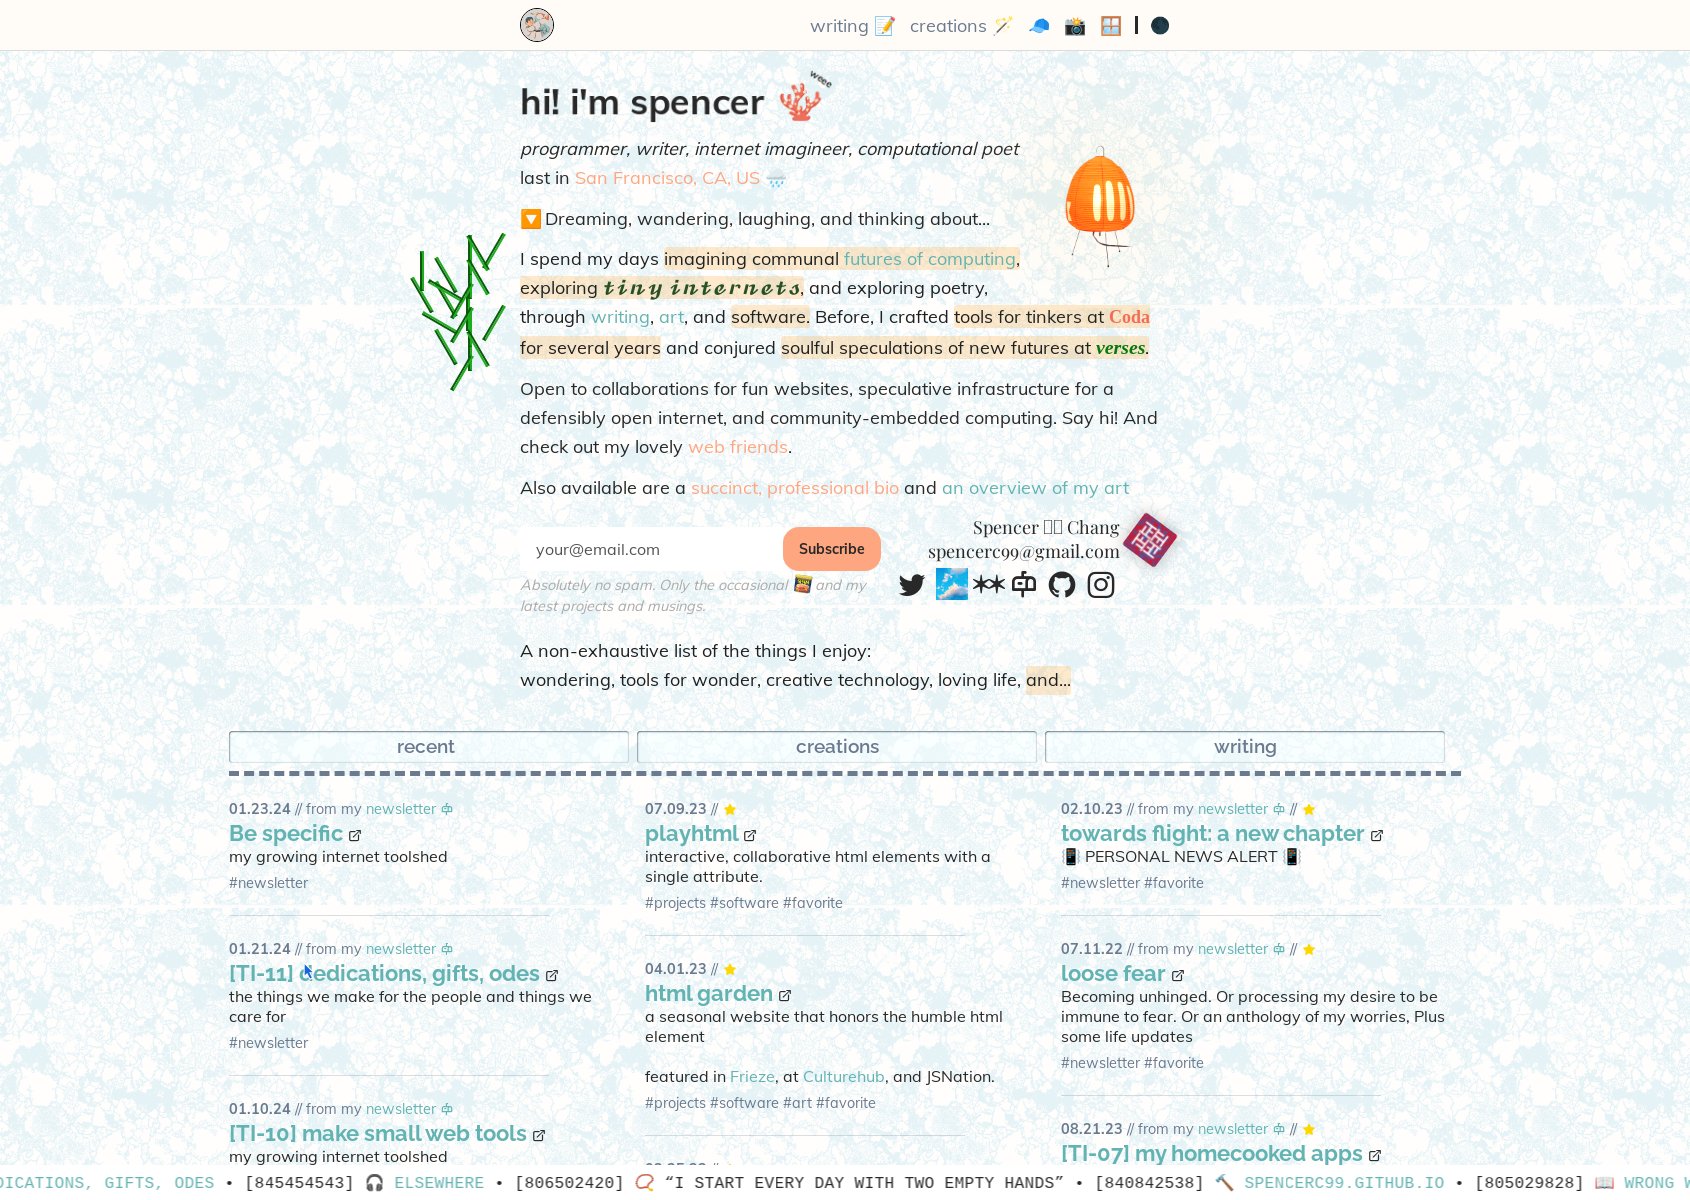 writing 📝 creations 🪄 🧢 📸 🪟 | 🌑
hi! i'm spencer
weee
programmer, writer, internet imagineer, computational poet
last in San Francisco, CA, US 🌧️
🔽 Dreaming, wandering, laughing, and thinking about...
I spend my days imagining communal futures of computing,
exploring tiny internets, and exploring poetry,
through writing, art, and software. Before, I crafted tools for tinkers at Coda
for several years and conjured soulful speculations of new futures at verses.
Open to collaborations for fun websites, speculative infrastructure for a
defensibly open internet, and community-embedded computing. Say hi! And
check out my lovely web friends.
Also available are a succinct, professional bio and an overview of my art
your@email.com
Subscribe
Absolutely no spam. Only the occasional and my
latest projects and musings.
Spencer Chang
spencerc99@gmail.com
A non-exhaustive list of the things I enjoy:
wondering, tools for wonder, creative technology, loving life, and...
recent
creations
writing
01.23.24 // from my newsletter
Be specific
my growing internet toolshed
#newsletter
01.21.24 // from my newsletter
[TI-11] dedications, gifts, odes
the things we make for the people and things we
care for
#newsletter
01.10.24 // from my newsletter
[TI-10] make small web tools
my growing internet toolshed
07.09.23 // ⭐
playhtml
interactive, collaborative html elements with a
single attribute.
#projects #software #favorite
04.01.23 // ⭐
html garden
a seasonal website that honors the humble html
element
featured in Frieze, at Culturehub, and JSNation.
#projects #software #art #favorite
02.10.23 // from my newsletter // ⭐
towards flight: a new chapter
📳 PERSONAL NEWS ALERT 📳
#newsletter #favorite
07.11.22 // from my newsletter // ⭐
loose fear
Becoming unhinged. Or processing my desire to be
immune to fear. Or an anthology of my worries, Plus
some life updates
#newsletter #favorite
08.21.23 // from my newsletter // ⭐
[TI-07] my homecooked apps
DICATIONS, GIFTS, ODES • [845454543] 🎧 ELSEWHERE • [806502420] 📿 “I START EVERY DAY WITH TWO EMPTY HANDS” • [840842538] 🔨 SPENCERC99.GITHUB.IO • [805029828] 📖 WRONG W